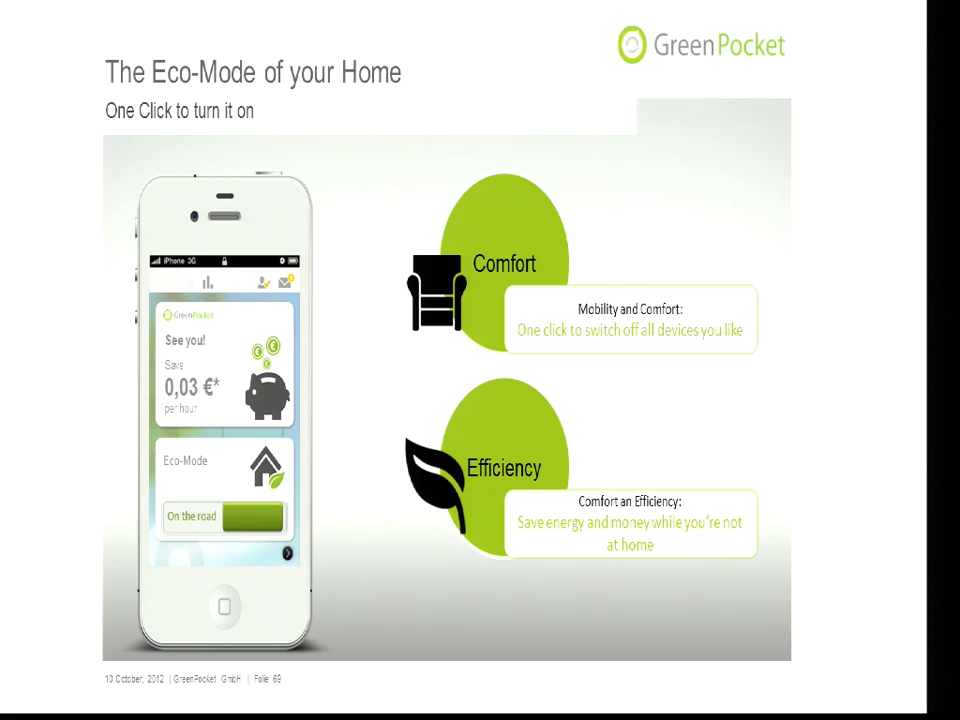 GreenPocket
The Eco-Mode of your Home
One Click to turn it on
iPhone 3G
GreenPocket
See you!
Save
0,03 €*
per hour
Eco-Mode
On the road
Comfort
Mobility and Comfort:
One click to switch off all devices you like
Efficiency
Comfort an Efficiency:
Save energy and money while you're not
at home
10 October, 2012 | GreenPocket GmbH | Folie 69